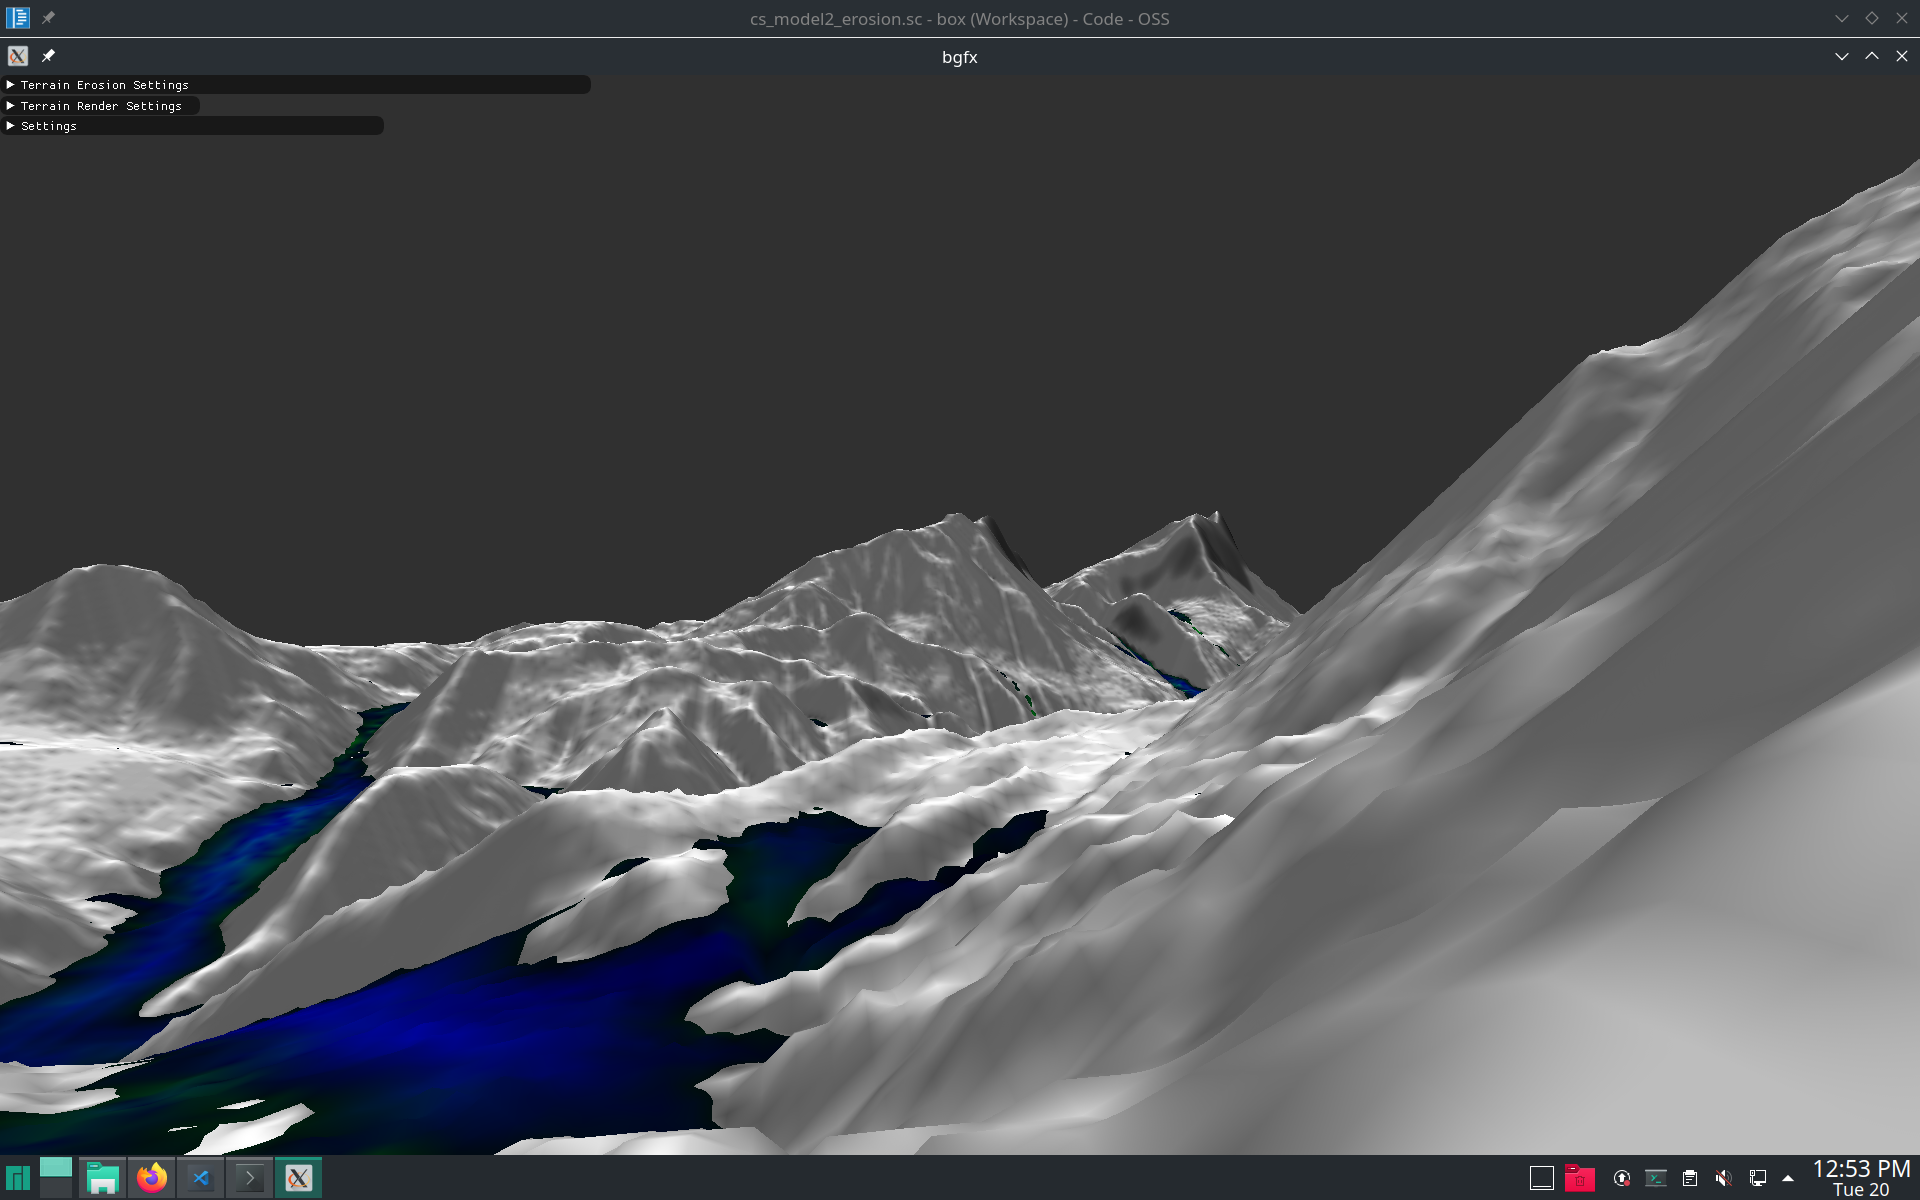 cs_model2_erosion.sc - box (Workspace) - Code - OSS
bgfx
Terrain Erosion Settings
Terrain Render Settings
Settings
12:53 PM
Tue 20